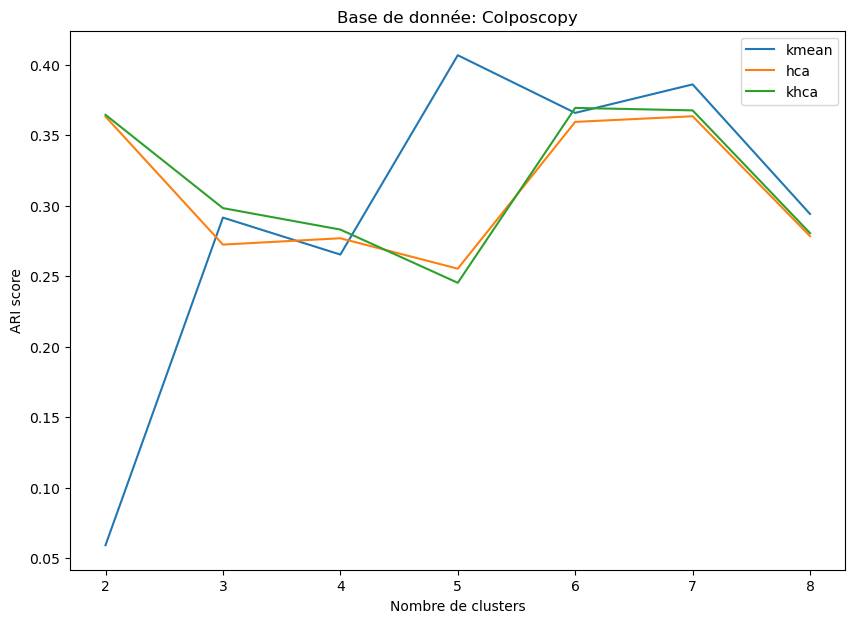 Base de donnée: Colposcopy
kmean
hca
khca
0.40
0.35
0.30
0.25
0.20
0.15
0.10
0.05
ARI score
2 3 4 5 6 7 8
Nombre de clusters